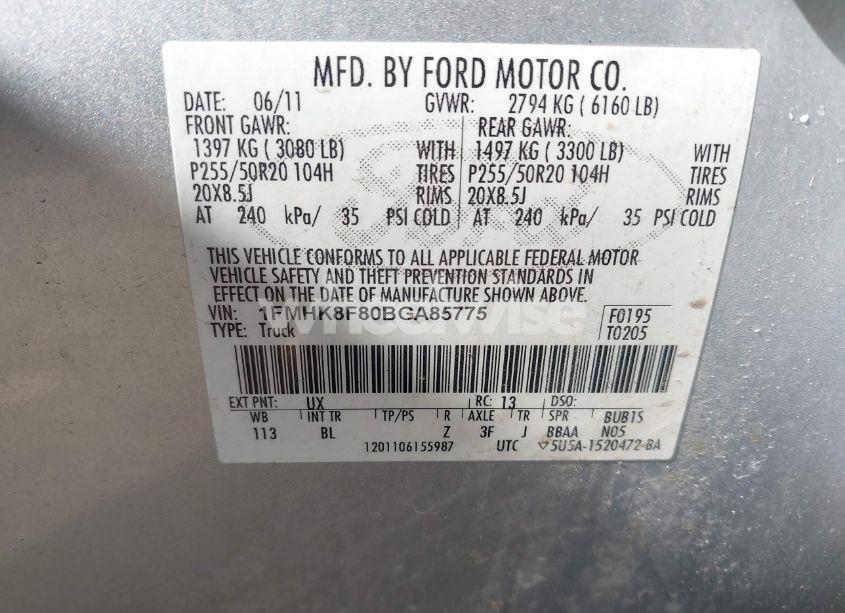 MFD. BY FORD MOTOR CO.
DATE: 06/11 GVWR: 2794 KG ( 6160 LB)
FRONT GAWR: REAR GAWR:
1397 KG ( 3080 LB) WITH 1497 KG ( 3300 LB) WITH
P255/50R20 104H TIRES P255/50R20 104H TIRES
20X8.5J RIMS 20X8.5J RIMS
AT 240 kPa/ 35 PSI COLD AT 240 kPa/ 35 PSI COLD
THIS VEHICLE CONFORMS TO ALL APPLICABLE FEDERAL MOTOR
VEHICLE SAFETY AND THEFT PREVENTION STANDARDS IN
EFFECT ON THE DATE OF MANUFACTURE SHOWN ABOVE.
VIN: 1FMHK8F80BGA85775 F0195
TYPE: Truck T0205
wheelwise
EXT PNT: UX RC: 13 DSO:
WB INT TR TP/PS R AXLE TR SPR BUB1S
113 BL Z 3F J BBAA N05
1201106155987 UTC ▽5U5A-1520472-BA